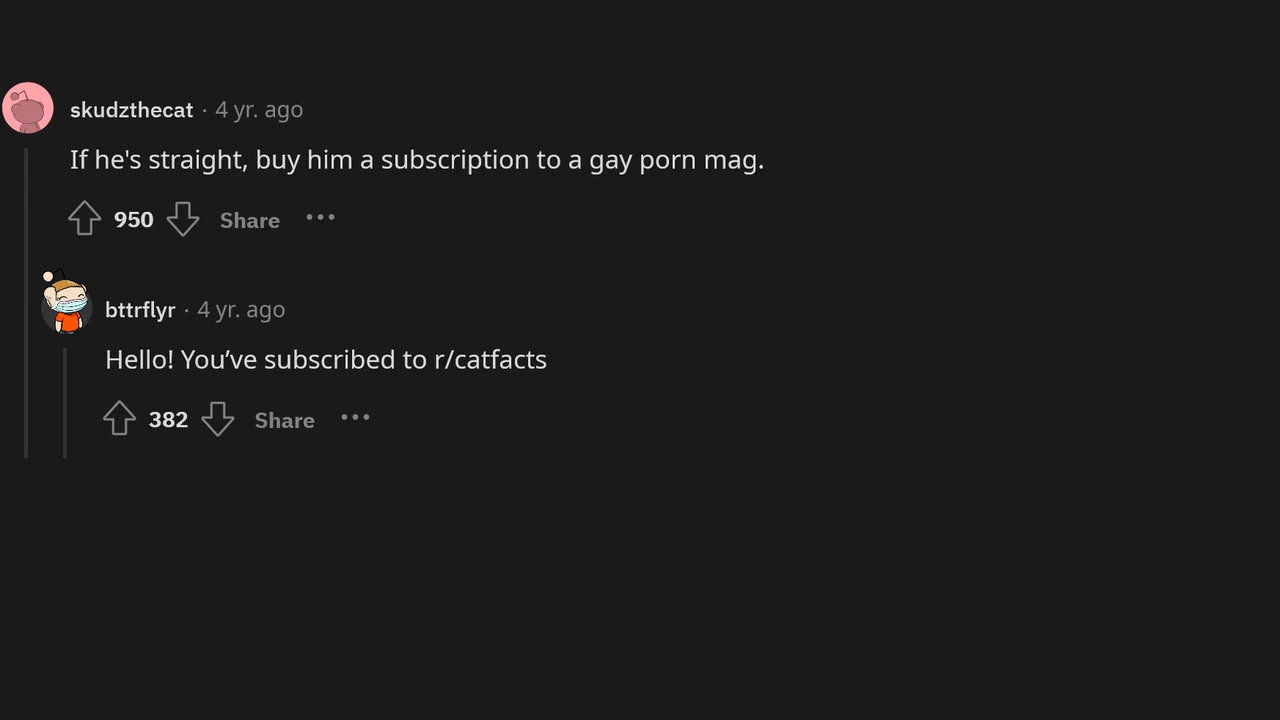 skudzthecat · 4 yr. ago
If he's straight, buy him a subscription to a gay porn mag.
950 Share •••
bttrflyr · 4 yr. ago
Hello! You’ve subscribed to r/catfacts
382 Share •••